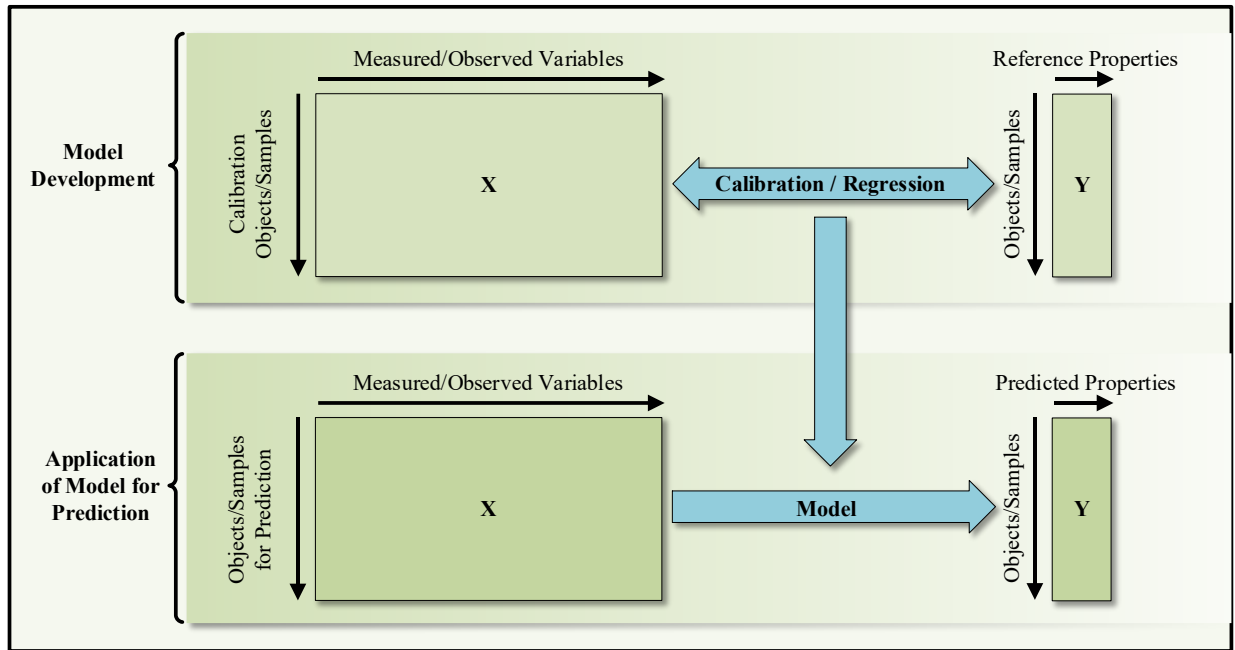 Measured/Observed Variables
Reference Properties
Model
Development
Calibration
Objects/Samples
X
Calibration / Regression
Objects/Samples
Y
Measured/Observed Variables
Predicted Properties
Application
of Model for
Prediction
Objects/Samples
for Prediction
X
Model
Objects/Samples
Y